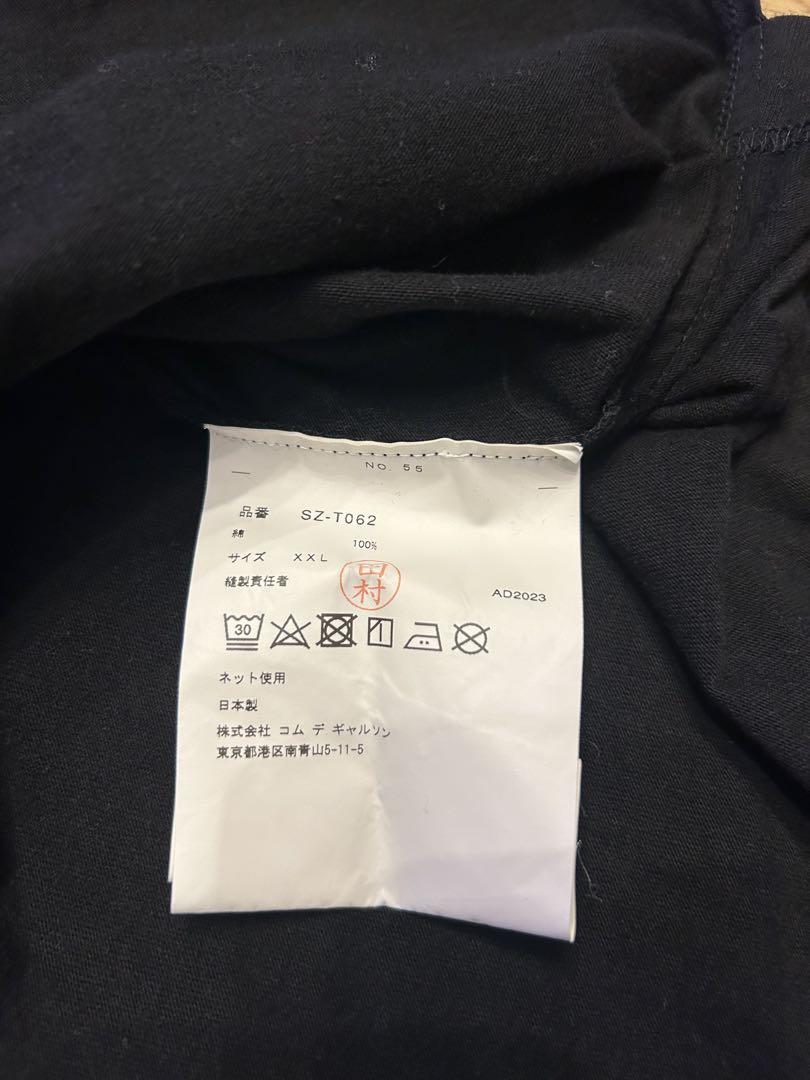 NO. 55
品番 SZ-T062
綿 100%
サイズ XXL
縫製責任者 田村
AD2023
30
ネット使用
日本製
株式会社 コム デ ギャルソン
東京都港区南青山5-11-5